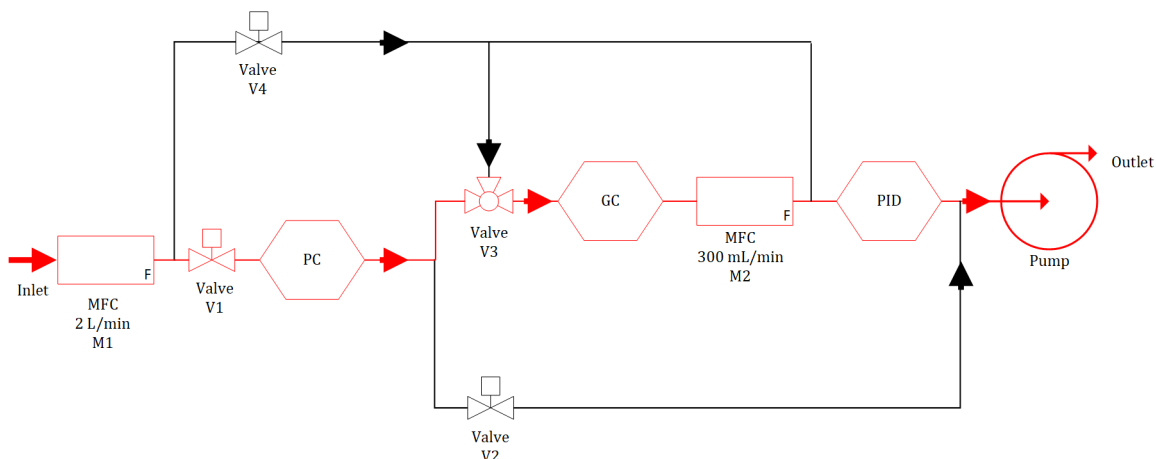 Valve
V4
Valve
V3
GC
F
MFC
300 mL/min
M2
PID
Outlet
Pump
Inlet
F
MFC
2 L/min
M1
Valve
V1
PC
Valve
V2